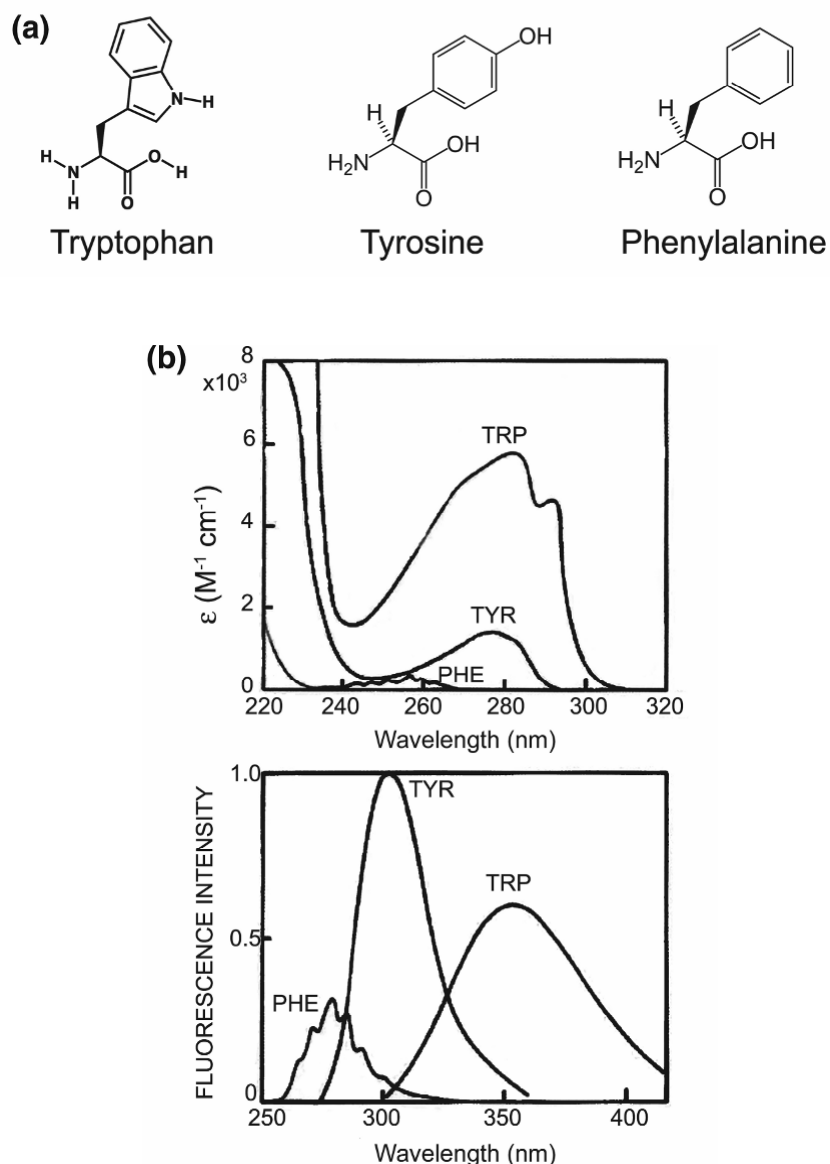 (a)
OH
N-H
H
H
N
H
O
H
O
H
H₂N
OH
O
H
H₂N
OH
O
Tryptophan
Tyrosine
Phenylalanine
(b)
8
x10³
6
4
2
0
ε (M⁻¹ cm⁻¹)
TRP
TYR
PHE
220
240
260
280
300
320
Wavelength (nm)
1.0
0.5
0
FLUORESCENCE INTENSITY
TYR
TRP
PHE
250
300
350
400
Wavelength (nm)